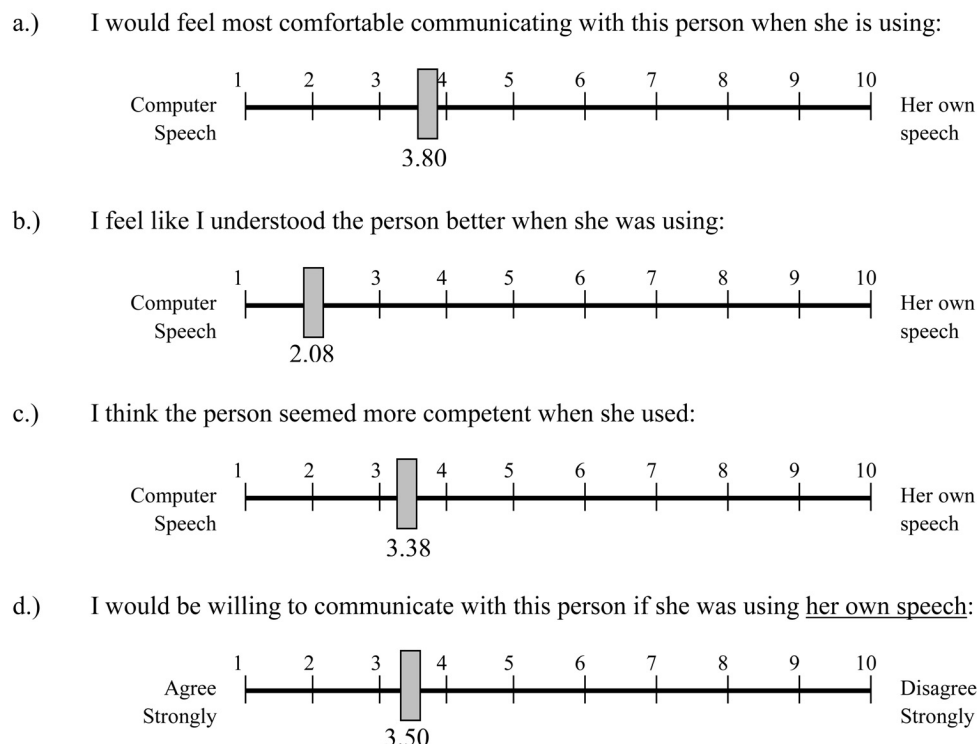 a.) I would feel most comfortable communicating with this person when she is using:
1 2 3 4 5 6 7 8 9 10
Computer Her own
Speech speech
3.80
b.) I feel like I understood the person better when she was using:
1 3 4 5 6 7 8 9 10
Computer Her own
Speech speech
2.08
c.) I think the person seemed more competent when she used:
1 2 3 4 5 6 7 8 9 10
Computer Her own
Speech speech
3.38
d.) I would be willing to communicate with this person if she was using her own speech:
1 2 3 4 5 6 7 8 9 10
Agree Disagree
Strongly Strongly
3.50